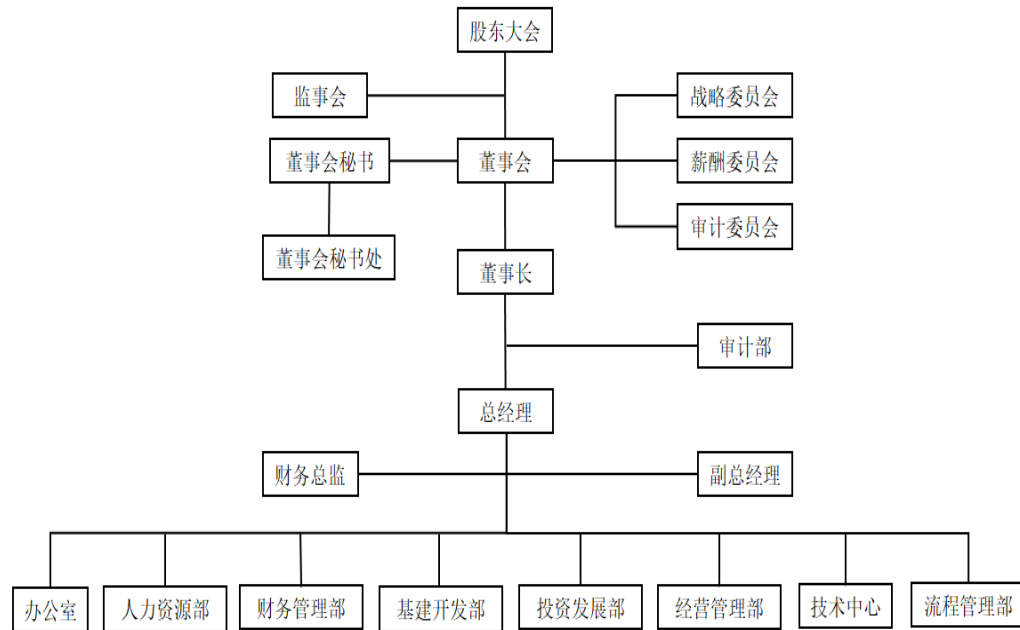 股东大会
监事会
战略委员会
董事会秘书
董事会
薪酬委员会
审计委员会
董事会秘书处
董事长
审计部
总经理
财务总监
副总经理
办公室
人力资源部
财务管理部
基建开发部
投资发展部
经营管理部
技术中心
流程管理部